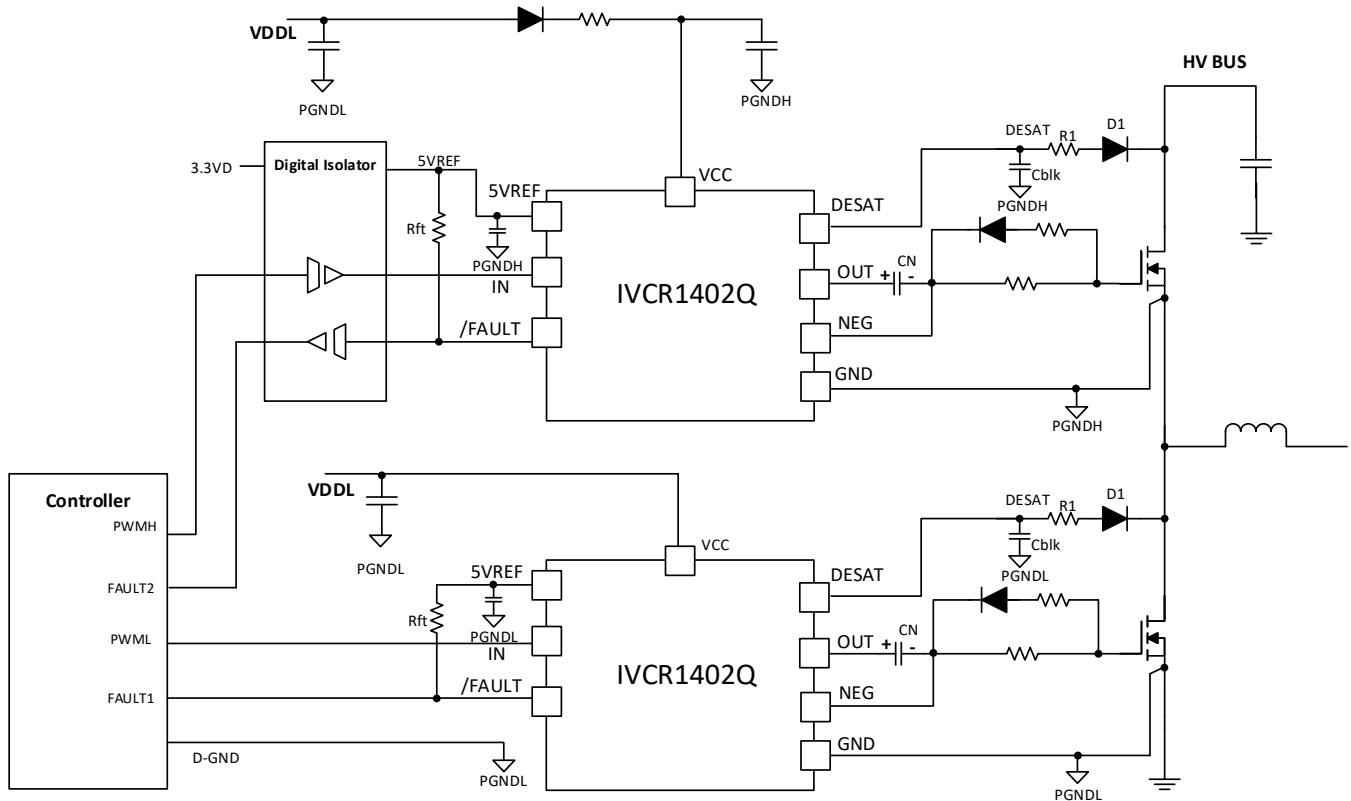 VDDL
PGNDL
PGNDH
HV BUS
3.3VD
Digital Isolator
5VREF
Rft
5VREF
PGNDH
IN
/FAULT
VCC
IVCR1402Q
DESAT
OUT
NEG
GND
DESAT
R1
D1
Cblk
PGNDH
+ CN -
PGNDH
Controller
PWMH
FAULT2
PWML
FAULT1
D-GND
PGNDL
VDDL
PGNDL
Rft
5VREF
PGNDL
IN
/FAULT
VCC
IVCR1402Q
DESAT
OUT
NEG
GND
DESAT
R1
D1
Cblk
PGNDL
+ CN -
PGNDL